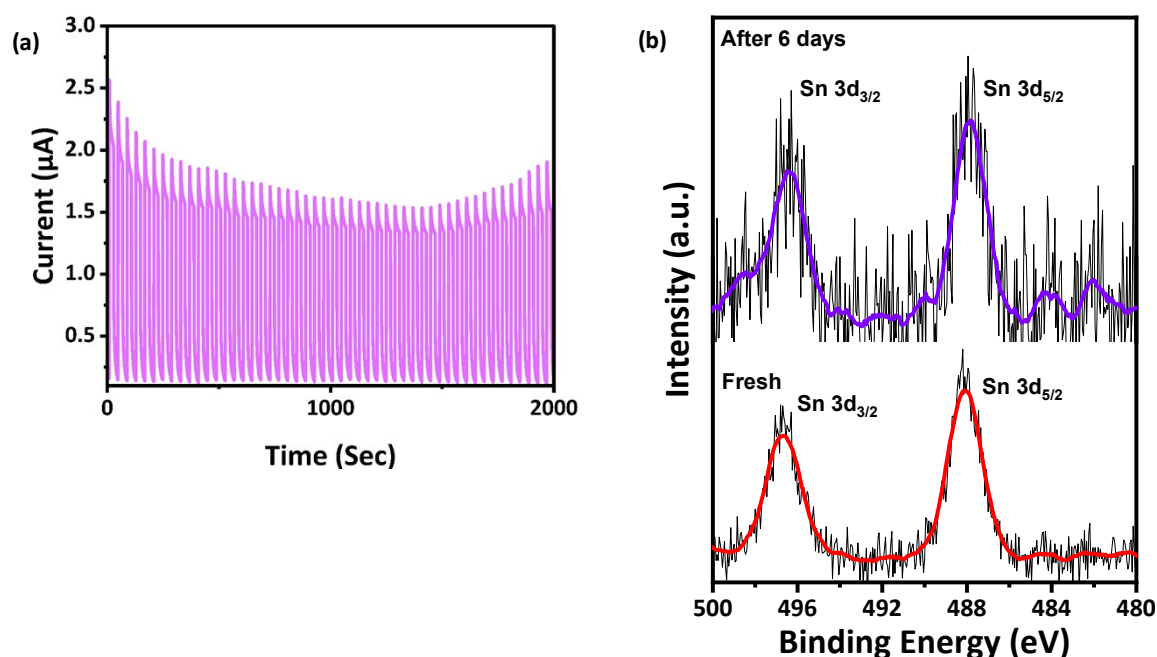 (a)
3.0
2.5
2.0
1.5
1.0
0.5
0
1000
2000
Current (µA)
Time (Sec)
(b)
After 6 days
Sn 3d3/2
Sn 3d5/2
Fresh
Sn 3d3/2
Sn 3d5/2
Intensity (a.u.)
500 496 492 488 484 480
Binding Energy (eV)